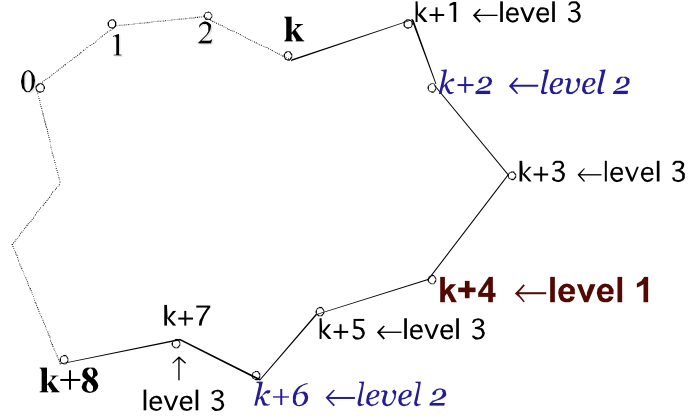 k+1 ←level 3
2
k
1
0
k+2 ←level 2
k+3 ←level 3
k+4 ←level 1
k+7
k+5 ←level 3
k+8
↑
level 3
k+6 ←level 2